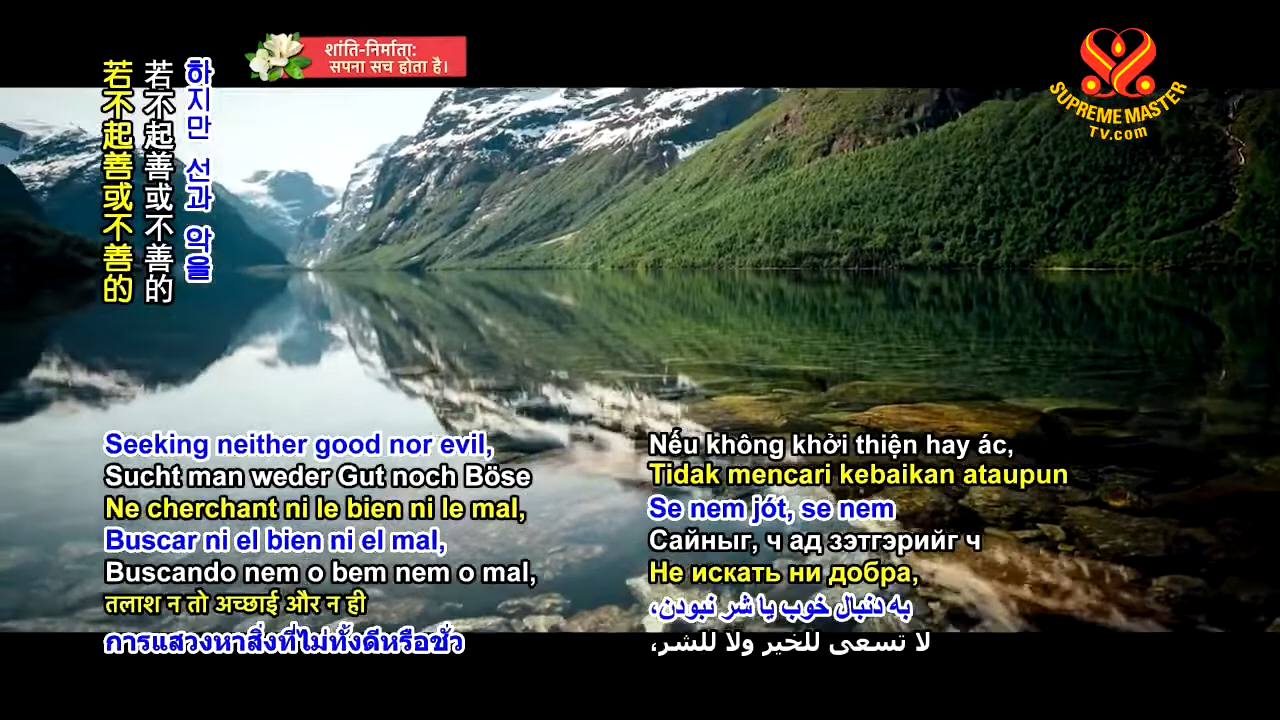 शांति-निर्माता:
सपना सच होता है।
SUPREME MASTER
TV.com
하지만 선과 악을
若不起善或不善的
若不起善或不善的
Seeking neither good nor evil,
Sucht man weder Gut noch Böse
Ne cherchant ni le bien ni le mal,
Buscar ni el bien ni el mal,
Buscando nem o bem nem o mal,
तलाश न तो अच्छाई और न ही
การแสวงหาสิ่งที่ไม่ทั้งดีหรือชั่ว
Nếu không khởi thiện hay ác,
Tidak mencari kebaikan ataupun
Se nem jót, se nem
Сайныг, ч ад зэтгэрийг ч
Не искать ни добра,
به دنبال خوب یا شر نبودن،
لا تسعى للخير ولا للشر،